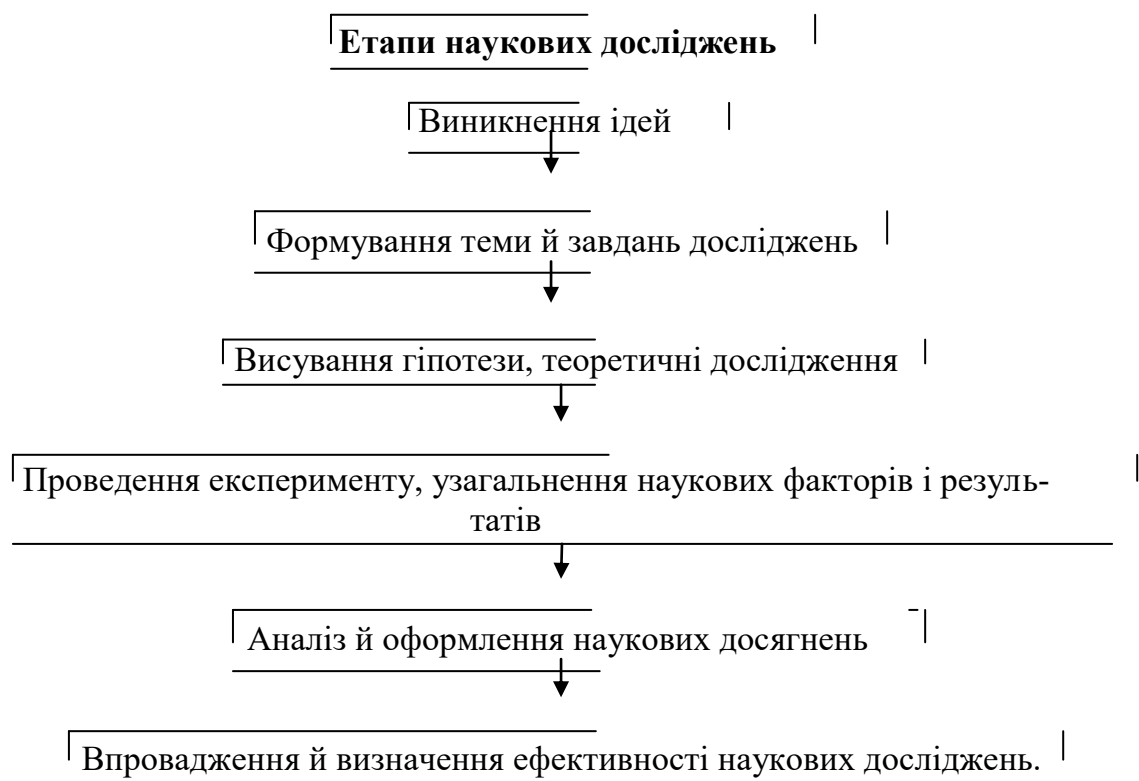 Етапи наукових досліджень
Виникнення ідей
Формування теми й завдань досліджень
Висування гіпотези, теоретичні дослідження
Проведення експерименту, узагальнення наукових факторів і резуль-
татів
Аналіз й оформлення наукових досягнень
Впровадження й визначення ефективності наукових досліджень.